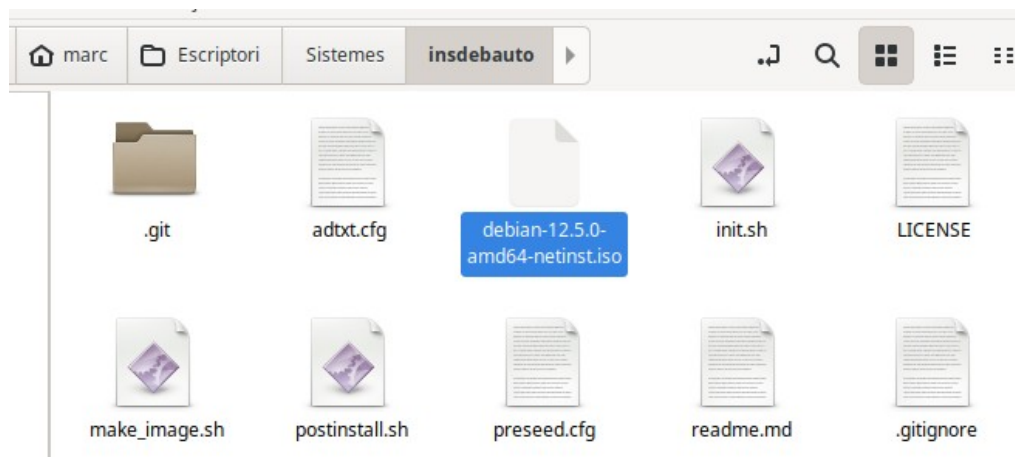 marc Escriptori Sistemes insdebauto
.git adtxt.cfg debian-12.5.0-
amd64-netinst.iso init.sh LICENSE
make_image.sh postinstall.sh preseed.cfg readme.md .gitignore